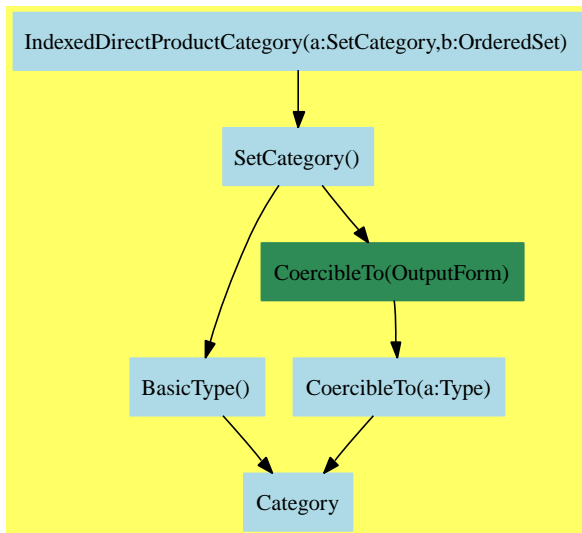 IndexedDirectProductCategory(a:SetCategory,b:OrderedSet)
SetCategory()
CoercibleTo(OutputForm)
BasicType()
CoercibleTo(a:Type)
Category